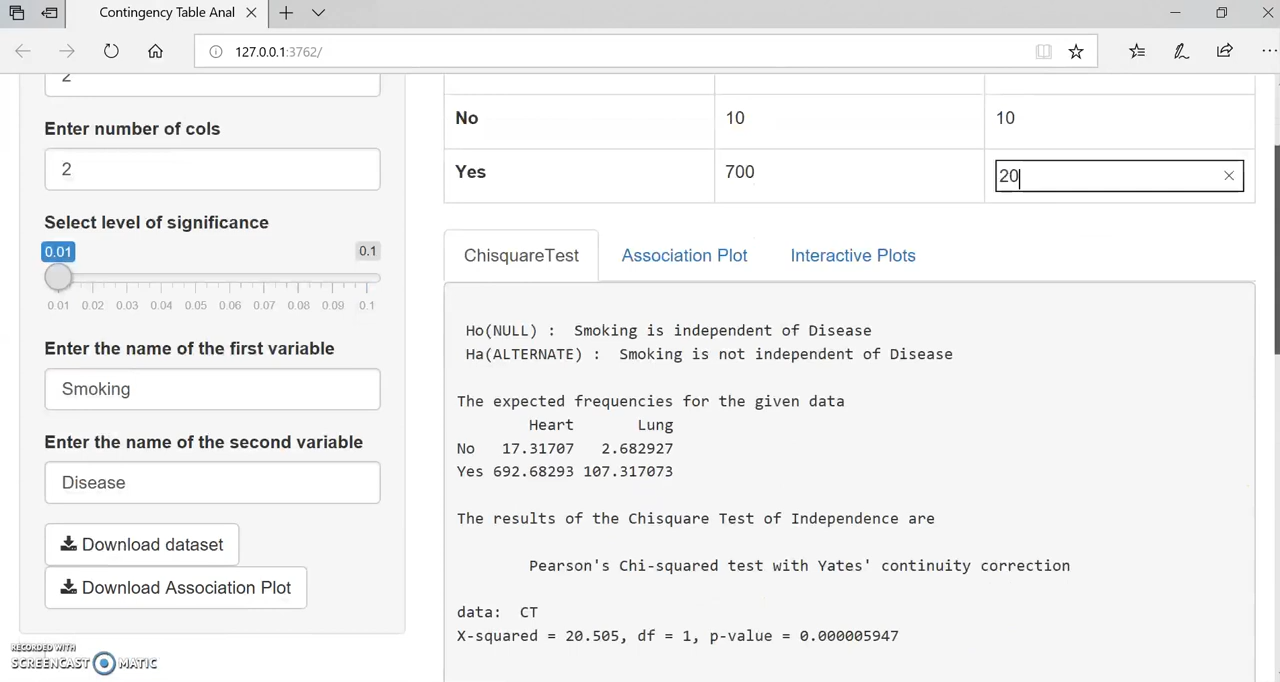 Contingency Table Anal
127.0.0.1:3762/
2
Enter number of cols
2
Select level of significance
0.01
0.1
0.01 0.02 0.03 0.04 0.05 0.06 0.07 0.08 0.09 0.1
Enter the name of the first variable
Smoking
Enter the name of the second variable
Disease
Download dataset
Download Association Plot
RECORDED WITH
SCREENCAST MATIC
No 10 10
Yes 700 20
ChisquareTest Association Plot Interactive Plots
Ho(NULL) : Smoking is independent of Disease
Ha(ALTERNATE) : Smoking is not independent of Disease
The expected frequencies for the given data
Heart Lung
No 17.31707 2.682927
Yes 692.68293 107.317073
The results of the Chisquare Test of Independence are
Pearson's Chi-squared test with Yates' continuity correction
data: CT
X-squared = 20.505, df = 1, p-value = 0.000005947